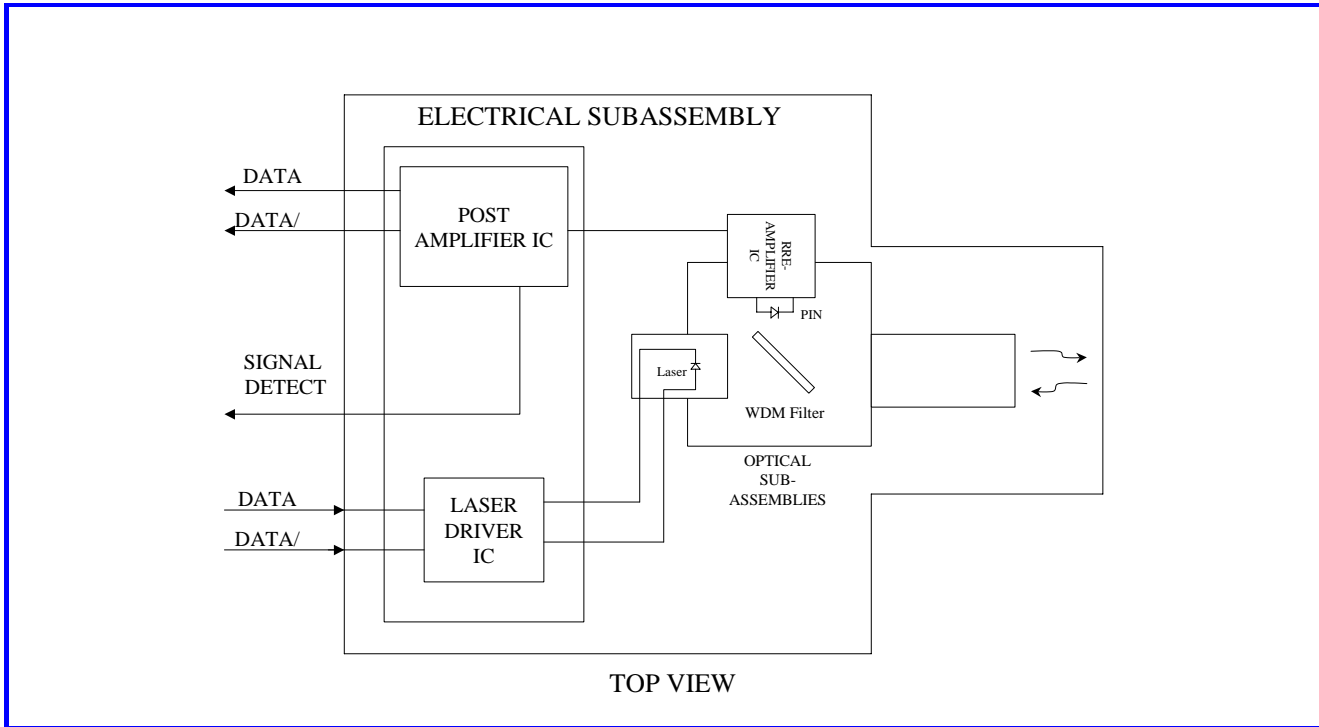 ELECTRICAL SUBASSEMBLY
DATA
DATA/
POST
AMPLIFIER IC
RRE-
AMPLIFIER
IC
PIN
SIGNAL
DETECT
Laser
WDM Filter
OPTICAL
SUB-
ASSEMBLIES
DATA
DATA/
LASER
DRIVER
IC
TOP VIEW